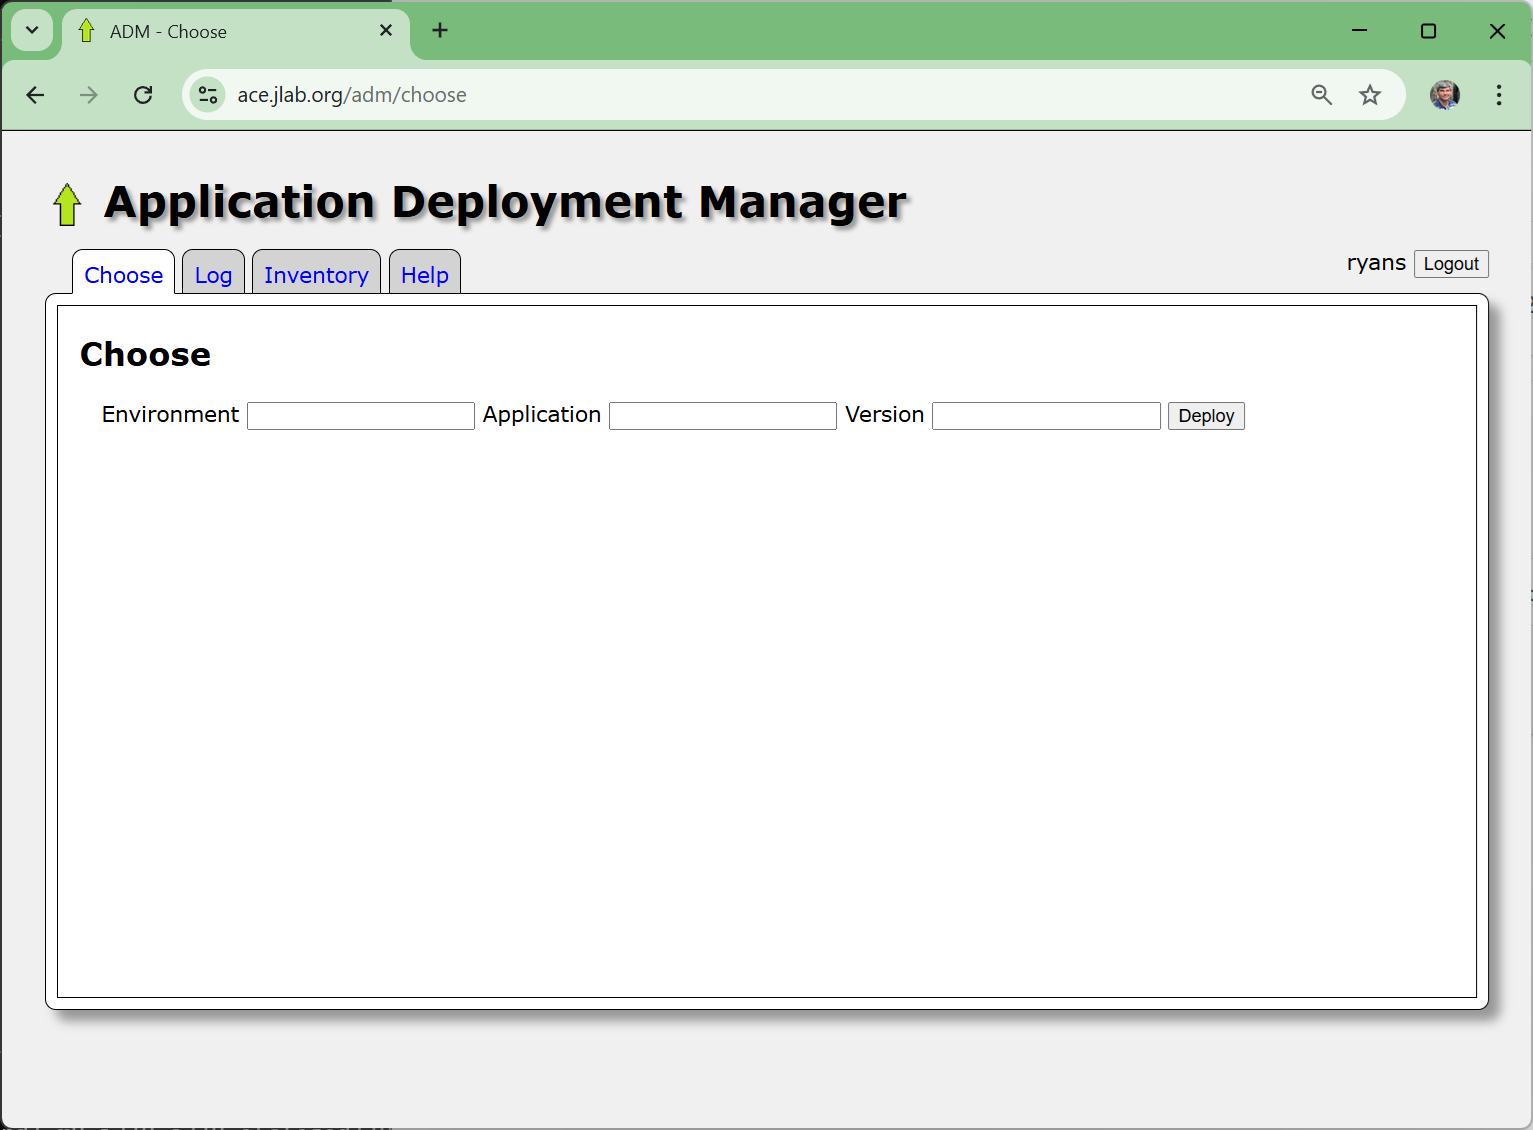 ADM - Choose
ace.jlab.org/adm/choose
Application Deployment Manager
Choose Log Inventory Help ryans Logout
Choose
Environment Application Version Deploy